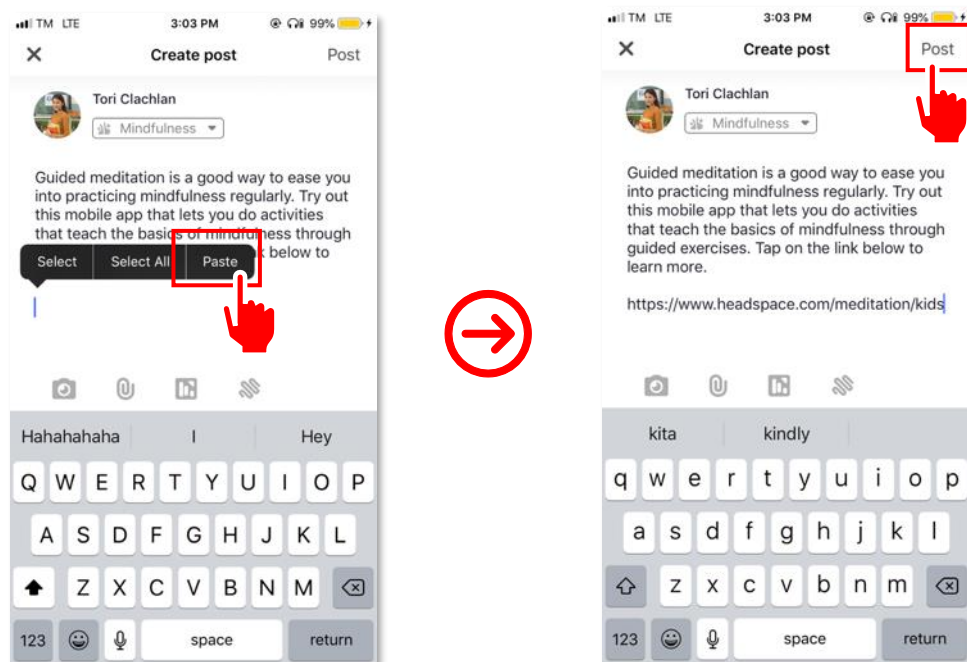 TM LTE 3:03 PM 99%
Create post Post
Tori Clachlan
Mindfulness
Guided meditation is a good way to ease you
into practicing mindfulness regularly. Try out
this mobile app that lets you do activities
that teach the basics of mindfulness through
below to
Select Select All Paste
Hahahahaha I Hey
Q W E R T Y U I O P
A S D F G H J K L
Z X C V B N M
123 space return
TM LTE 3:03 PM 99%
Create post Post
Tori Clachlan
Mindfulness
Guided meditation is a good way to ease you
into practicing mindfulness regularly. Try out
this mobile app that lets you do activities
that teach the basics of mindfulness through
guided exercises. Tap on the link below to
learn more.
https://www.headspace.com/meditation/kids
kita kindly
q w e r t y u i o p
a s d f g h j k l
z x c v b n m
123 space return